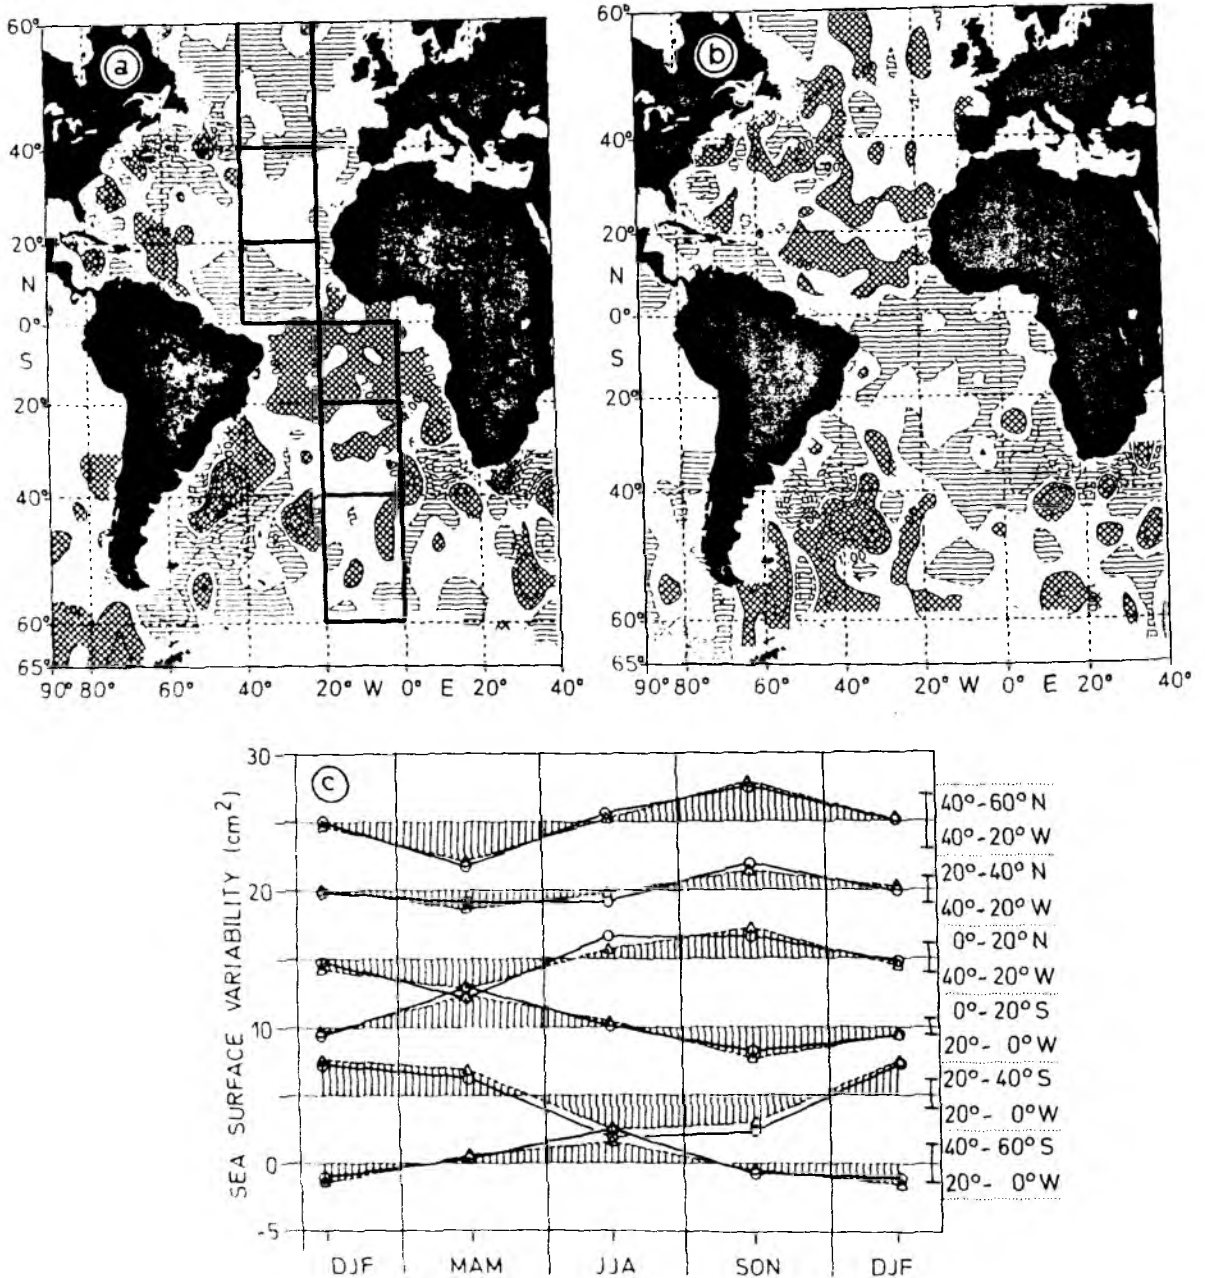 60°
a
40°
20°
N
0°
S
20°
40°
60°
65°
90° 80° 60° 40° 20° W 0° E 20° 40°
60°
b
40°
20°
N
0°
S
20°
40°
60°
65°
90° 80° 60° 40° 20° W 0° E 20° 40°
SEA SURFACE VARIABILITY (cm²)
30
20
10
0
-5
c
40°-60°N
40°-20°W
20°-40°N
40°-20°W
0°-20°N
40°-20°W
0°-20°S
20°- 0°W
20°-40°S
20°- 0°W
40°-60°S
20°- 0°W
DJF MAM JJA SON DJF